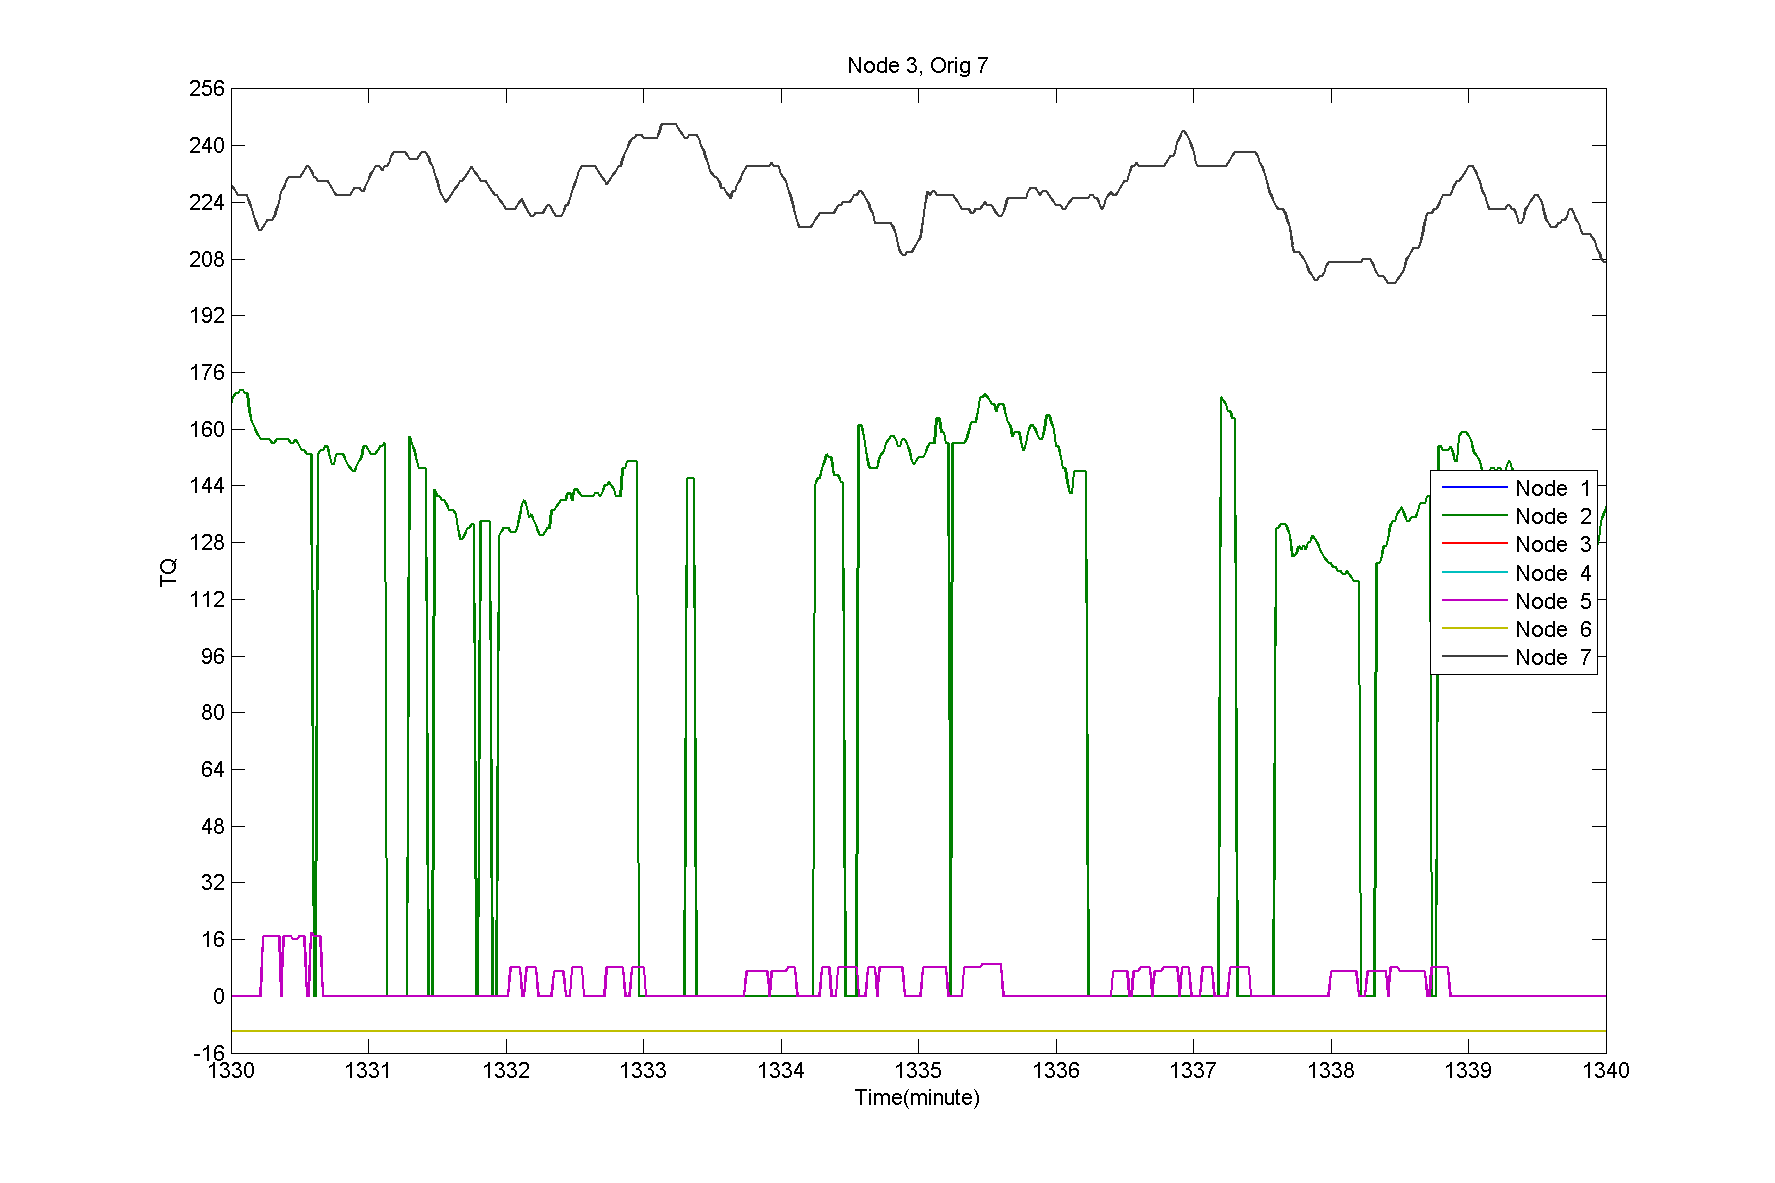 Node 3, Orig 7
256
240
224
208
192
176
160
144
128
112
96
80
64
48
32
16
0
-16
TQ
Node 1
Node 2
Node 3
Node 4
Node 5
Node 6
Node 7
1330 1331 1332 1333 1334 1335 1336 1337 1338 1339 1340
Time(minute)